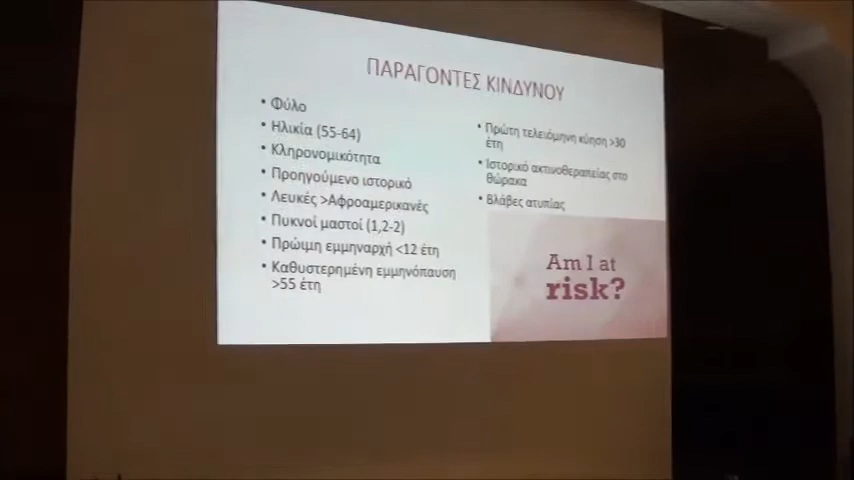 ΠΑΡΑΓΟΝΤΕΣ ΚΙΝΔΥΝΟΥ
• Φύλο
• Ηλικία (55-64)
• Κληρονομικότητα
• Προηγούμενο ιστορικό
• Λευκές >Αφροαμερικανές
• Πυκνοί μαστοί (1,2-2)
• Πρώιμη εμμηναρχή <12 έτη
• Καθυστερημένη εμμηνόπαυση
>55 έτη
• Πρώτη τελειόμηνη κύηση >30
έτη
• Ιστορικό ακτινοθεραπείας στο
θώρακα
• Βλάβες ατυπίας
Am I at
risk?